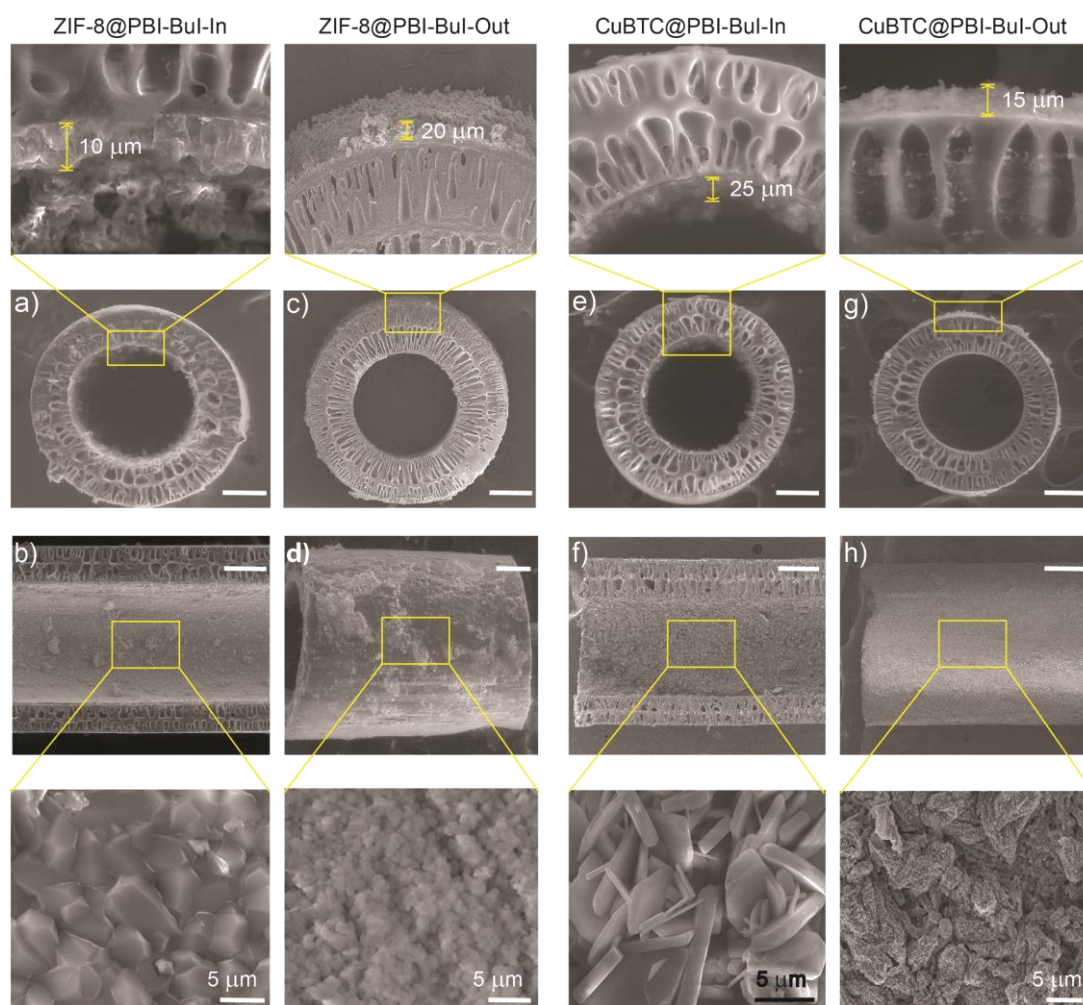 ZIF-8@PBI-BuI-In ZIF-8@PBI-BuI-Out CuBTC@PBI-BuI-In CuBTC@PBI-BuI-Out
10 μm 20 μm 25 μm 15 μm
a) c) e) g)
b) d) f) h)
5 μm 5 μm 5 μm 5 μm